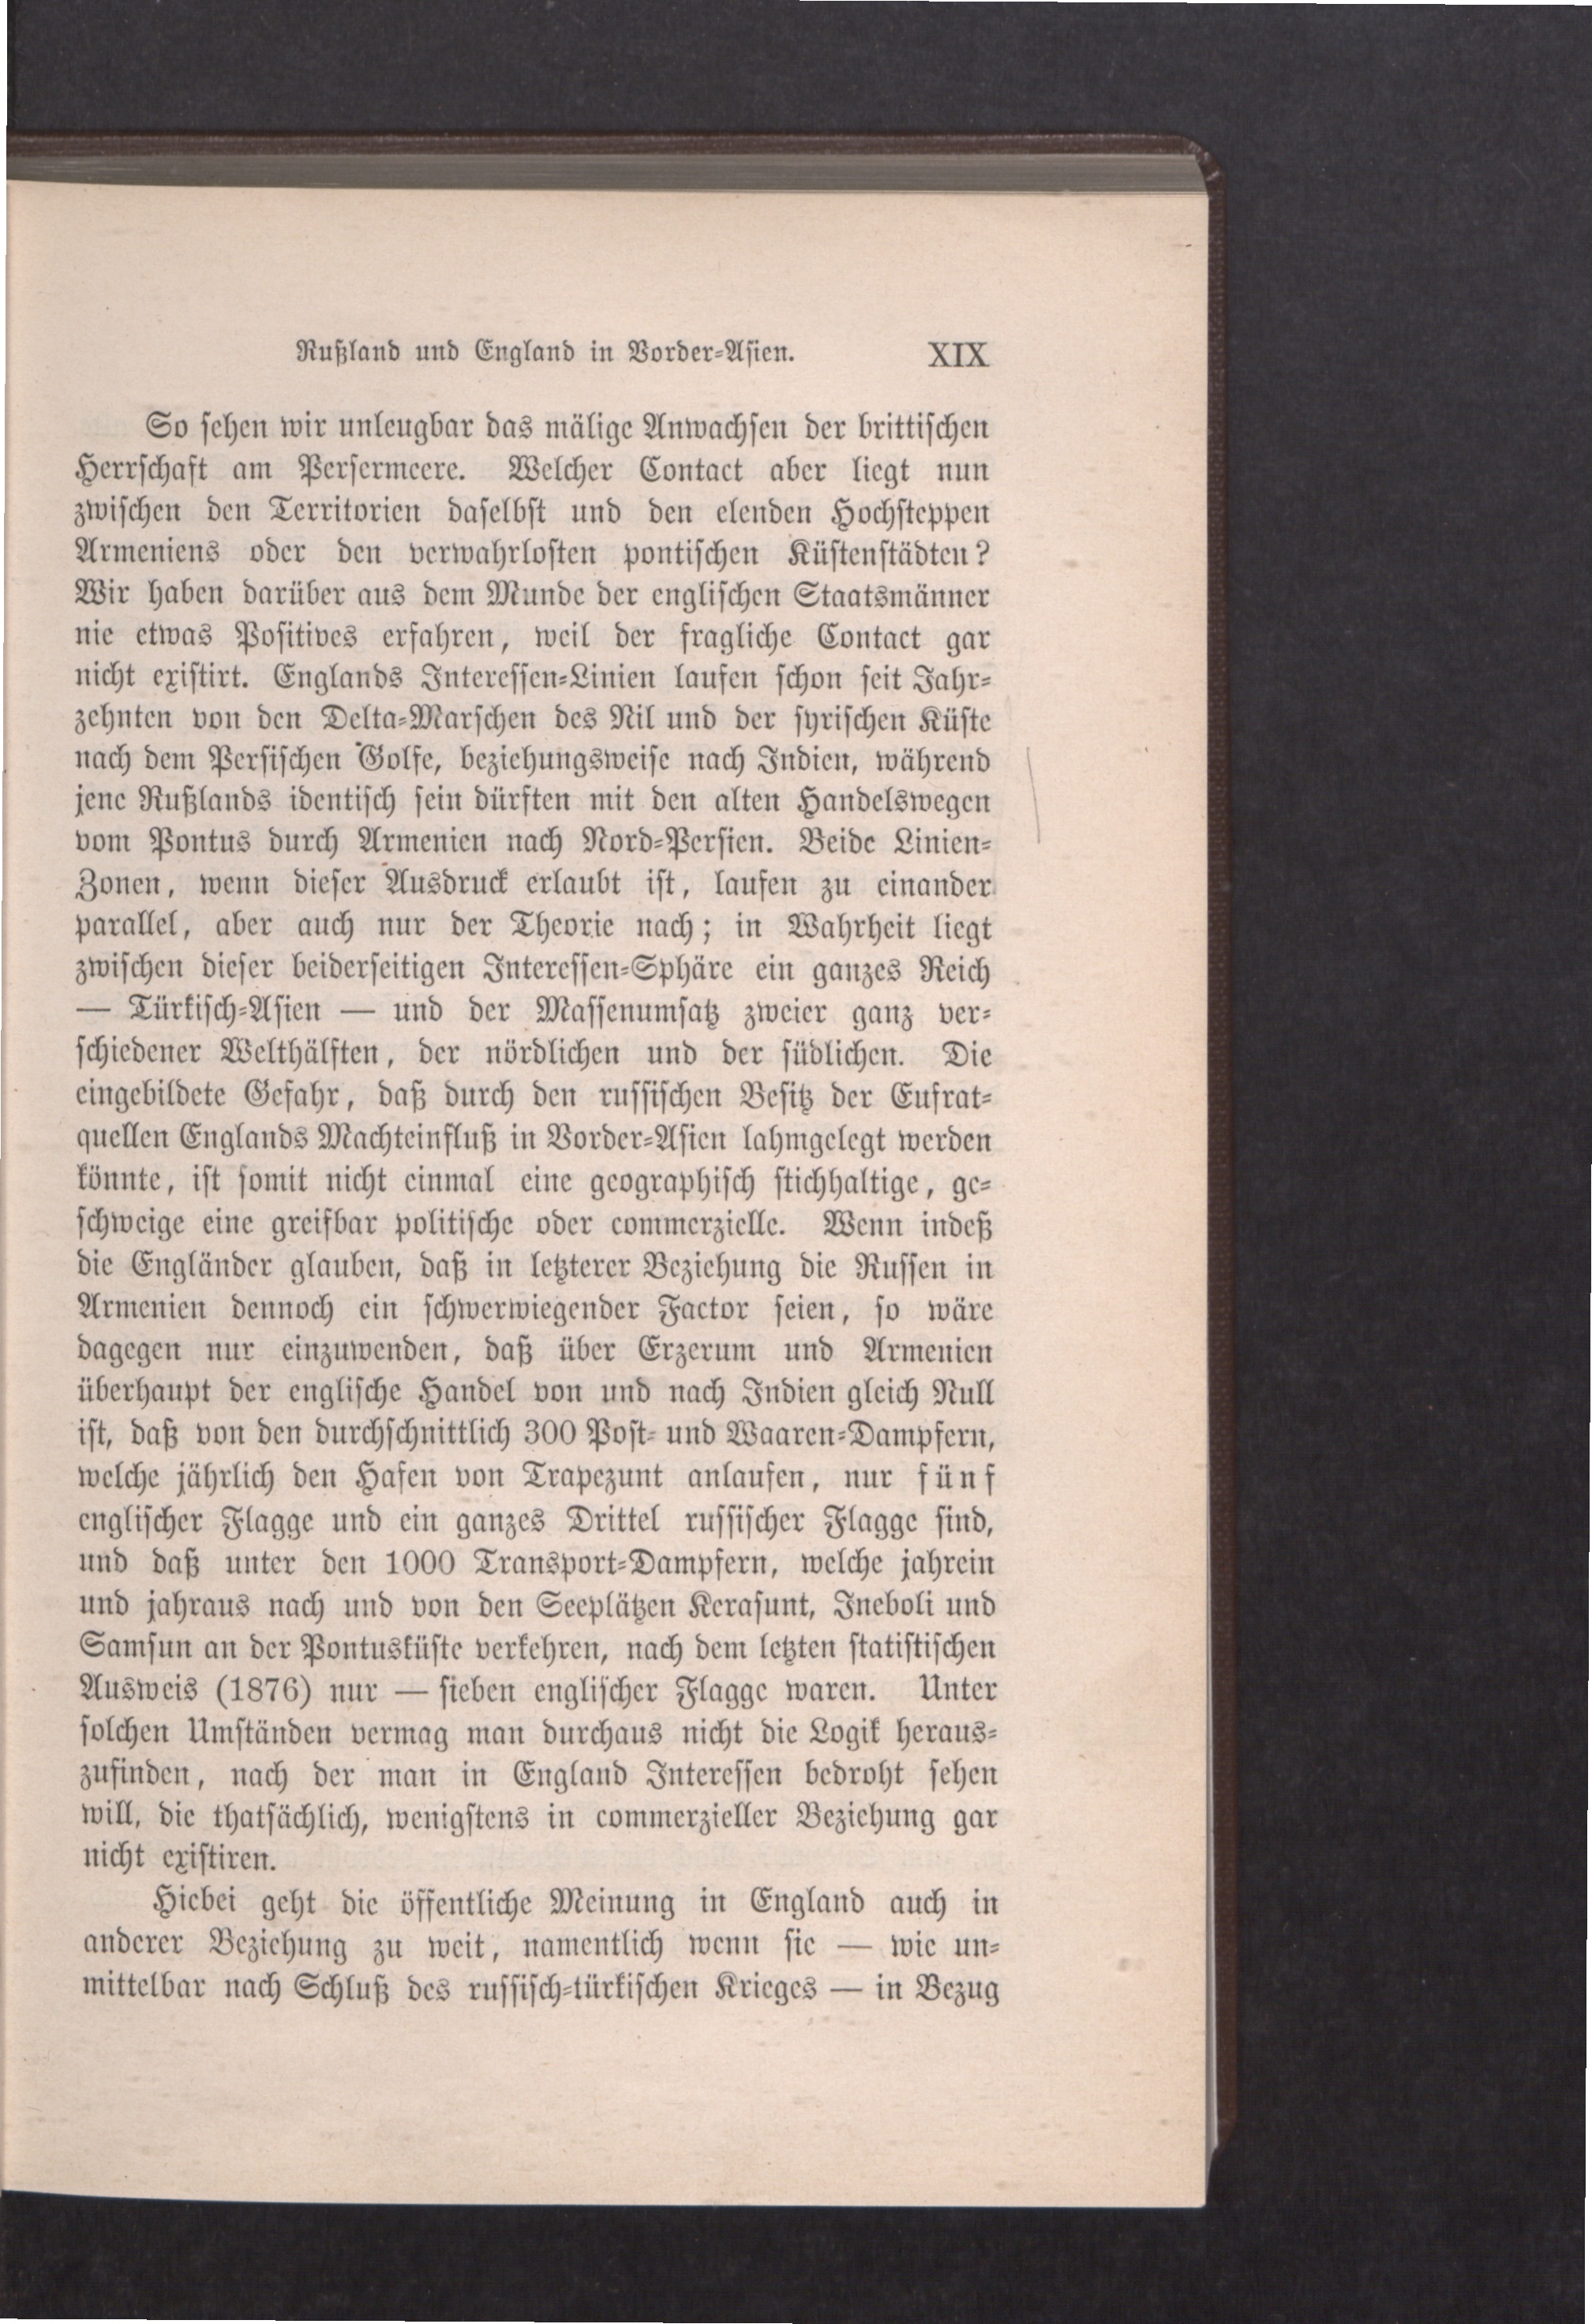 Rußland und England in Vorder-Asien. XIX
So sehen wir unleugbar das mälige Anwachsen der brittischen
Herrschaft am Persermeere. Welcher Contact aber liegt nun
zwischen den Territorien daselbst und den elenden Hochsteppen
Armeniens oder den verwahrlosten pontischen Küstenstädten?
Wir haben darüber aus dem Munde der englischen Staatsmänner
nie etwas Positives erfahren, weil der fragliche Contact gar
nicht existirt. Englands Interessen-Linien laufen schon seit Jahr-
zehnten von den Delta-Marschen des Nil und der syrischen Küste
nach dem Persischen Golfe, beziehungsweise nach Indien, während
jene Rußlands identisch sein dürften mit den alten Handelswegen
vom Pontus durch Armenien nach Nord-Persien. Beide Linien-
Zonen, wenn dieser Ausdruck erlaubt ist, laufen zu einander
parallel, aber auch nur der Theorie nach; in Wahrheit liegt
zwischen dieser beiderseitigen Interessen-Sphäre ein ganzes Reich
— Türkisch-Asien — und der Massenumsatz zweier ganz ver-
schiedener Welthälften, der nördlichen und der südlichen. Die
eingebildete Gefahr, daß durch den russischen Besitz der Eufrat-
quellen Englands Machteinfluß in Vorder-Asien lahmgelegt werden
könnte, ist somit nicht einmal eine geographisch stichhaltige, ge-
schweige eine greifbar politische oder commerzielle. Wenn indeß
die Engländer glauben, daß in letzterer Beziehung die Russen in
Armenien dennoch ein schwerwiegender Factor seien, so wäre
dagegen nur einzuwenden, daß über Erzerum und Armenien
überhaupt der englische Handel von und nach Indien gleich Null
ist, daß von den durchschnittlich 300 Post- und Waaren-Dampfern,
welche jährlich den Hafen von Trapezunt anlaufen, nur fünf
englischer Flagge und ein ganzes Drittel russischer Flagge sind,
und daß unter den 1000 Transport-Dampfern, welche jahrein
und jahraus nach und von den Seeplätzen Kerasunt, Ineboli und
Samsun an der Pontusküste verkehren, nach dem letzten statistischen
Ausweis (1876) nur — sieben englischer Flagge waren. Unter
solchen Umständen vermag man durchaus nicht die Logik heraus-
zufinden, nach der man in England Interessen bedroht sehen
will, die thatsächlich, wenigstens in commerzieller Beziehung gar
nicht existiren.
Hiebei geht die öffentliche Meinung in England auch in
anderer Beziehung zu weit, namentlich wenn sie — wie un-
mittelbar nach Schluß des russisch-türkischen Krieges — in Bezug